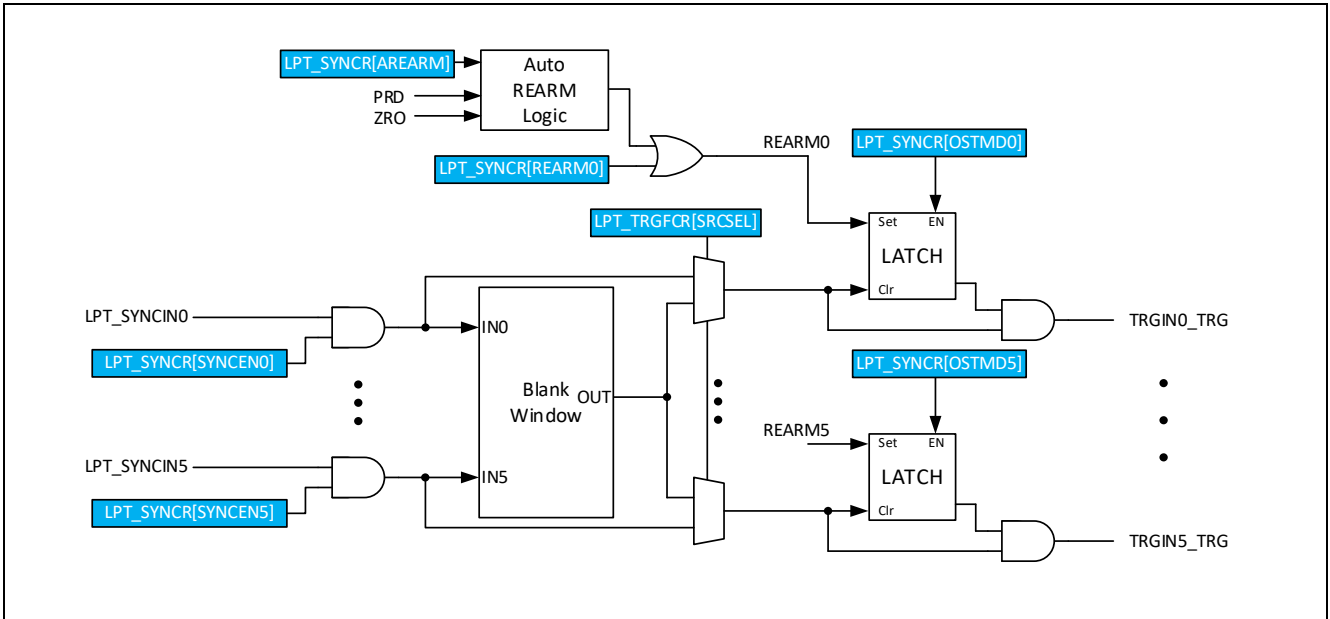 LPT_SYNCR[AREARM]
Auto
REARM
Logic
PRD
ZRO
LPT_SYNCR[REARM0]
REARM0
LPT_SYNCR[OSTMD0]
LPT_TRGFCR[SRCSEL]
Set
EN
LATCH
Clr
LPT_SYNCIN0
LPT_SYNCR[SYNCEN0]
IN0
Blank
Window
OUT
IN5
TRGIN0_TRG
LPT_SYNCR[OSTMD5]
REARM5
Set
EN
LATCH
Clr
LPT_SYNCIN5
LPT_SYNCR[SYNCEN5]
TRGIN5_TRG